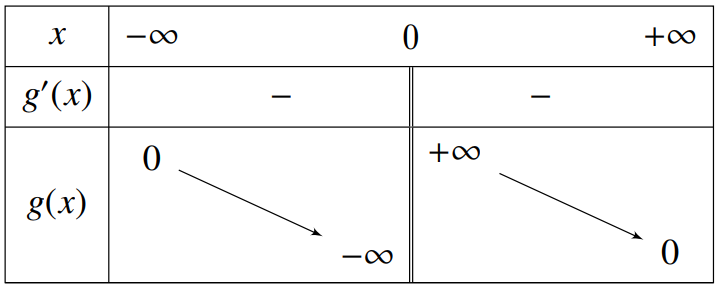 x −∞ 0 +∞
g′(x) − −
0 +∞
g(x)
−∞ 0